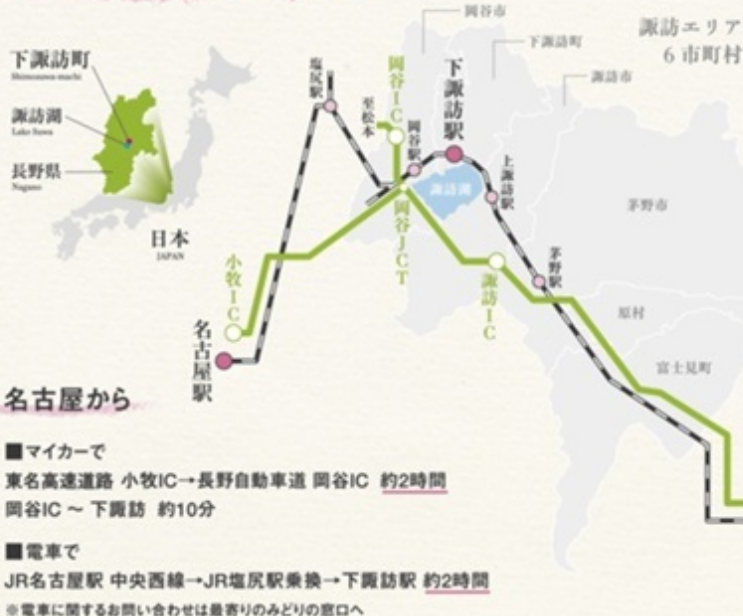 岡谷市
下諏訪町
諏訪市
諏訪エリア
6市町村
下諏訪町
Shimosuwa-machi
諏訪湖
Lake Suwa
長野県
Nagano
日本
JAPAN
塩尻駅
至松本
岡谷IC
岡谷駅
下諏訪駅
諏訪湖
上諏訪駅
茅野市
岡谷JCT
小牧IC
諏訪IC
茅野駅
原村
富士見町
名古屋駅
名古屋から
■マイカーで
東名高速道路 小牧IC→長野自動車道 岡谷IC 約2時間
岡谷IC ～ 下諏訪 約10分
■電車で
JR名古屋駅 中央西線→JR塩尻駅乗換→下諏訪駅 約2時間
※電車に関するお問い合わせは最寄りのみどりの窓口へ